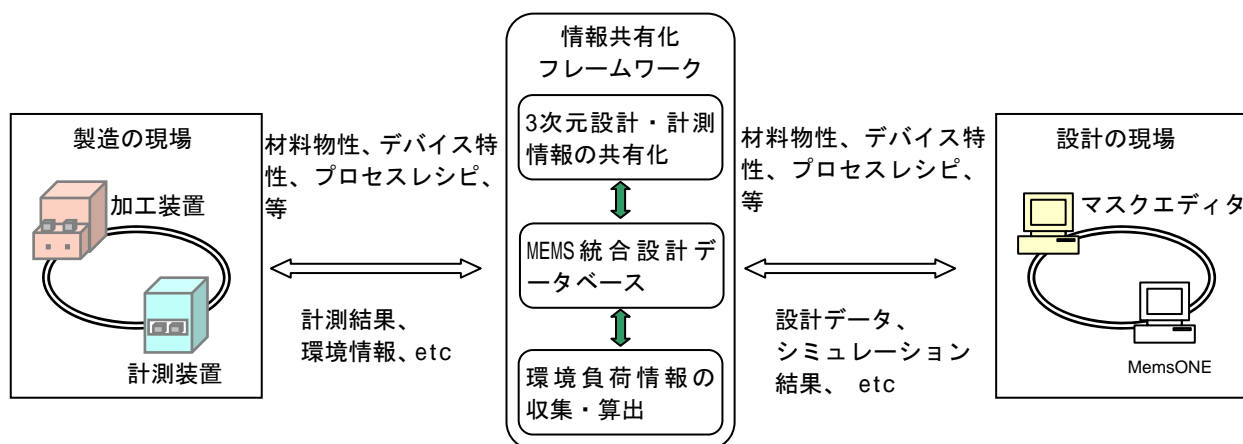 製造の現場
加工装置
計測装置
材料物性、デバイス特
性、プロセスレシピ、
等
計測結果、
環境情報、etc
情報共有化
フレームワーク
3次元設計・計測
情報の共有化
MEMS統合設計デ
ータベース
環境負荷情報の
収集・算出
材料物性、デバイス特
性、プロセスレシピ、
等
設計データ、
シミュレーション
結果、 etc
設計の現場
マスクエディタ
MemsONE